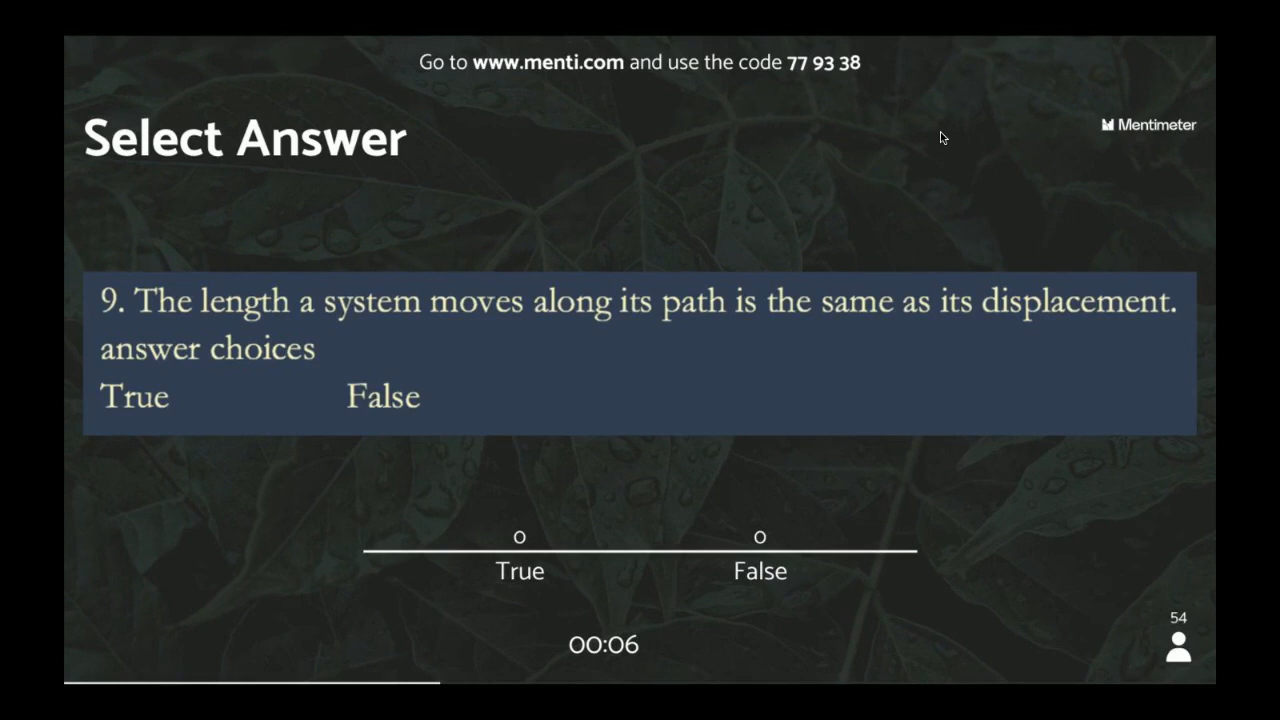 Go to www.menti.com and use the code 77 93 38
Select Answer
Mentimeter
9. The length a system moves along its path is the same as its displacement.
answer choices
True False
0 0
True False
54
00:06